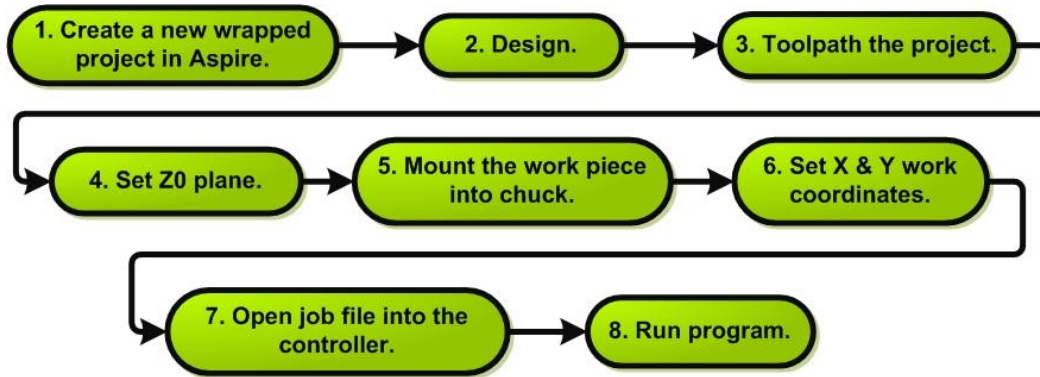 1. Create a new wrapped
project in Aspire.
2. Design.
3. Toolpath the project.
4. Set Z0 plane.
5. Mount the work piece
into chuck.
6. Set X & Y work
coordinates.
7. Open job file into the
controller.
8. Run program.